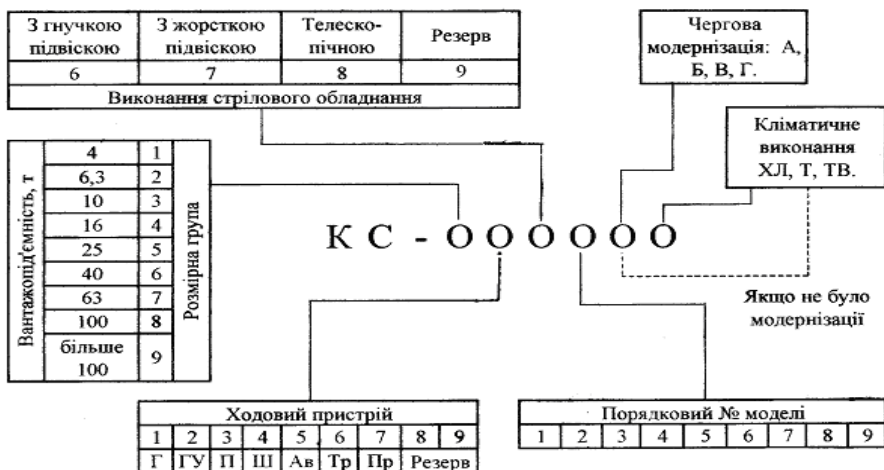 З гнучкою підвіскою
З жорсткою підвіскою
Телеско-пічною
Резерв
6 7 8 9
Виконання стрілового обладнання
Чергова
модернізація: А,
Б, В, Г.
Кліматичне
виконання
ХЛ, Т, ТВ.
Вантажопід'ємність, т
4 1
6,3 2
10 3
16 4
25 5
40 6
63 7
100 8
більше
100 9
Розмірна група
К С - О О О О О О
Якщо не було
модернізації
Ходовий пристрій
1 2 3 4 5 6 7 8 9
Г ГУ П Ш Ав Тр Пр Резерв
Порядковий № моделі
1 2 3 4 5 6 7 8 9